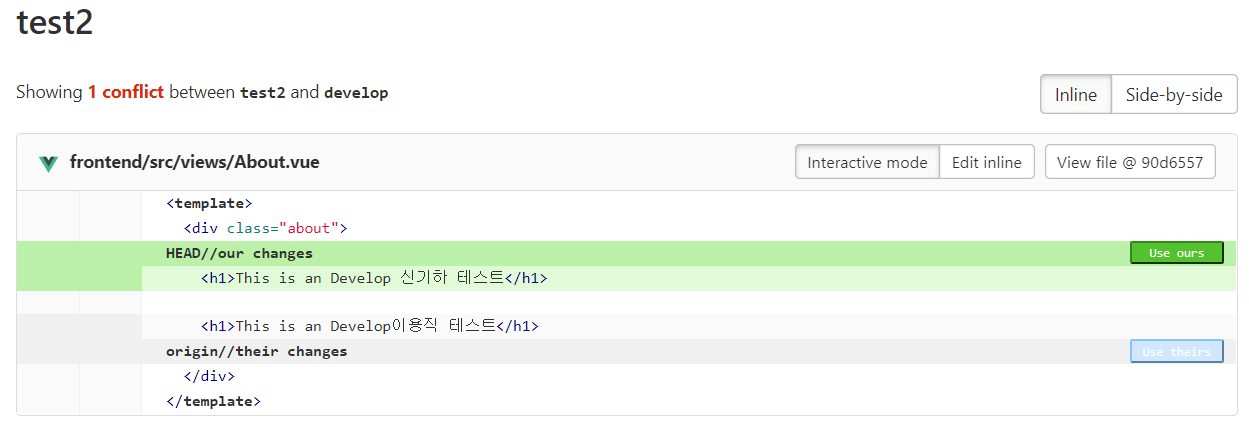 test2
Showing 1 conflict between test2 and develop
Inline
Side-by-side
frontend/src/views/About.vue
Interactive mode
Edit inline
View file @ 90d6557
<template>
<div class="about">
HEAD//our changes
Use ours
<h1>This is an Develop 신기하 테스트</h1>
<h1>This is an Develop이용직 테스트</h1>
origin//their changes
Use theirs
</div>
</template>